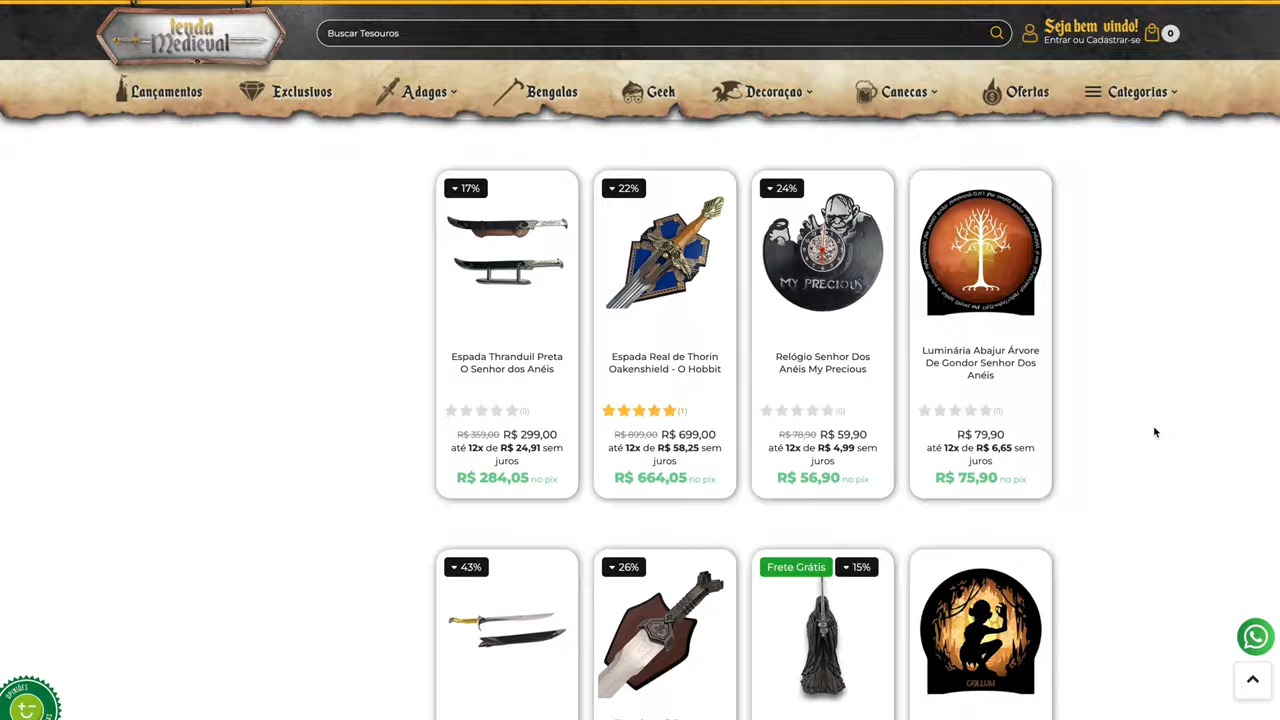 Tenda
Medieval
Buscar Tesouros
Seja bem vindo!
Entrar ou Cadastrar-se
0
Lançamentos
Exclusivos
Adagas
Bengalas
Geek
Decoraçao
Canecas
Ofertas
Categorias
17%
22%
24%
MY PRECIOUS
Espada Thranduil Preta
O Senhor dos Anéis
Espada Real de Thorin
Oakenshield - O Hobbit
Relógio Senhor Dos
Anéis My Precious
Luminária Abajur Árvore
De Gondor Senhor Dos
Anéis
(0)
(1)
(0)
(0)
R$ 359,00 R$ 299,00
até 12x de R$ 24,91 sem
juros
R$ 284,05 no pix
R$ 899,00 R$ 699,00
até 12x de R$ 58,25 sem
juros
R$ 664,05 no pix
R$ 78,90 R$ 59,90
até 12x de R$ 4,99 sem
juros
R$ 56,90 no pix
R$ 79,90
até 12x de R$ 6,65 sem
juros
R$ 75,90 no pix
43%
26%
Frete Grátis
15%
GOLLUM
OPINIÕES